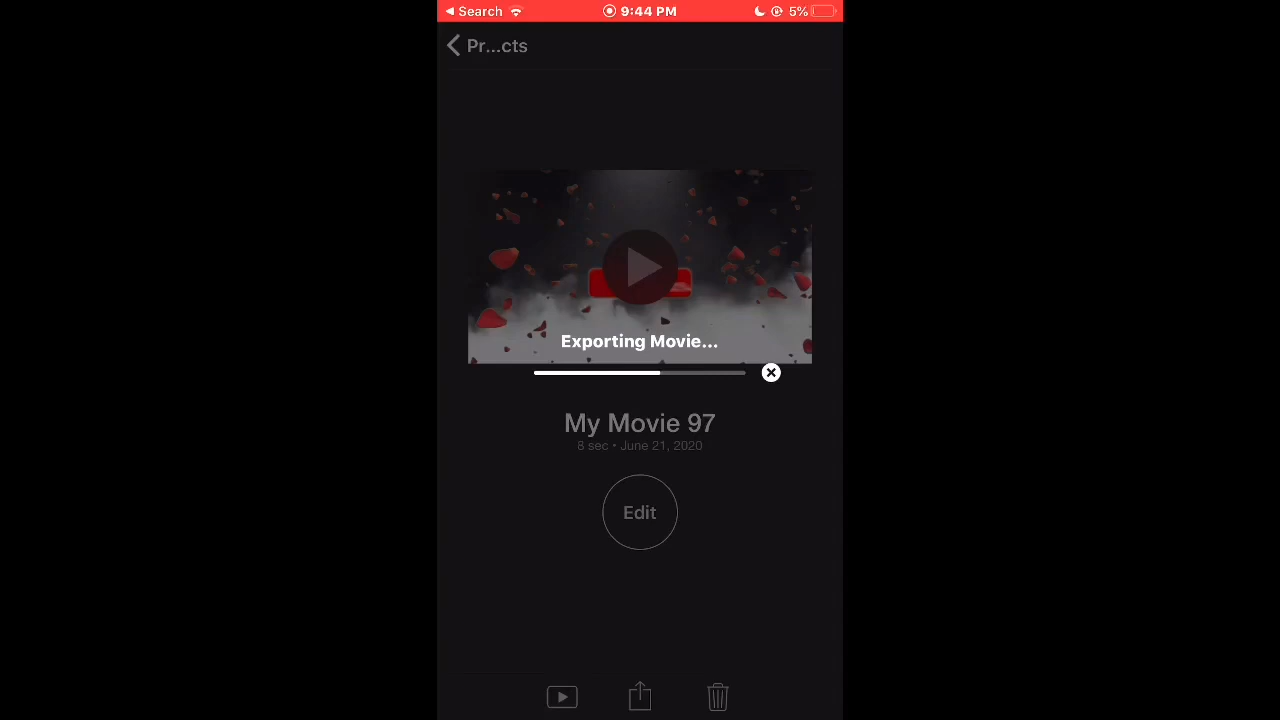 Search 9:44 PM 5%
Pr...cts
Exporting Movie...
My Movie 97
8 sec • June 21, 2020
Edit